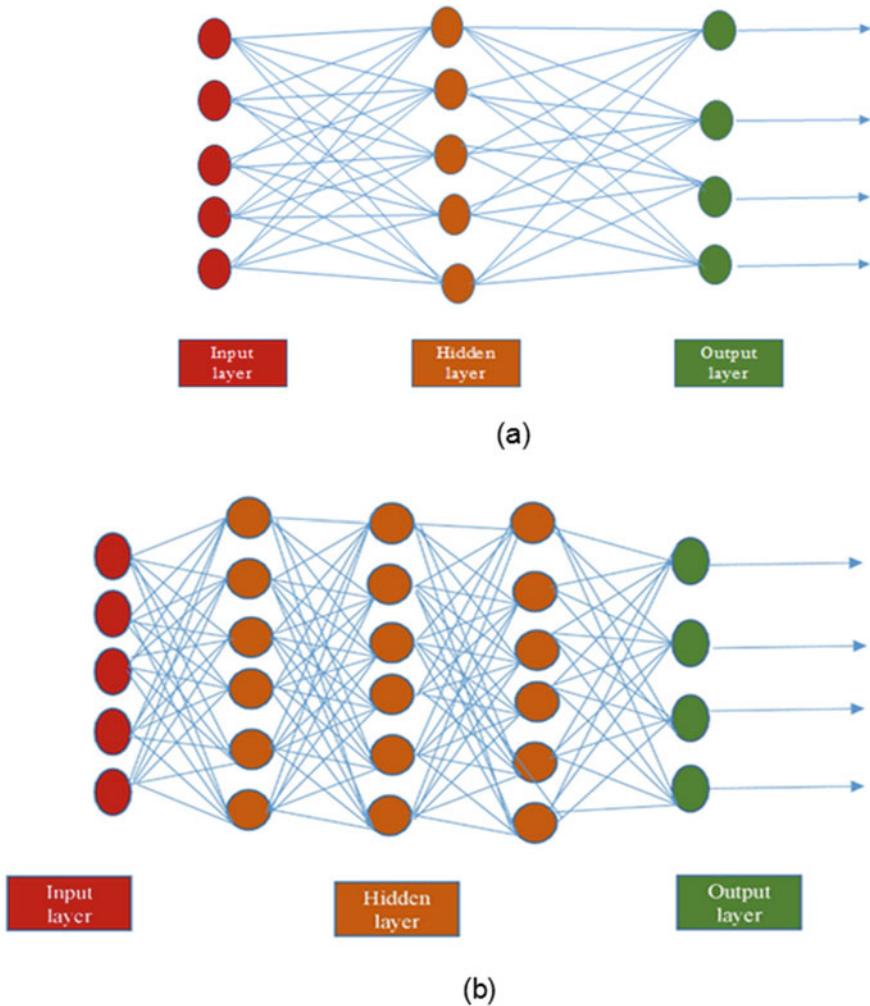 Input
layer
Hidden
layer
Output
layer
(a)
Input
layer
Hidden
layer
Output
layer
(b)